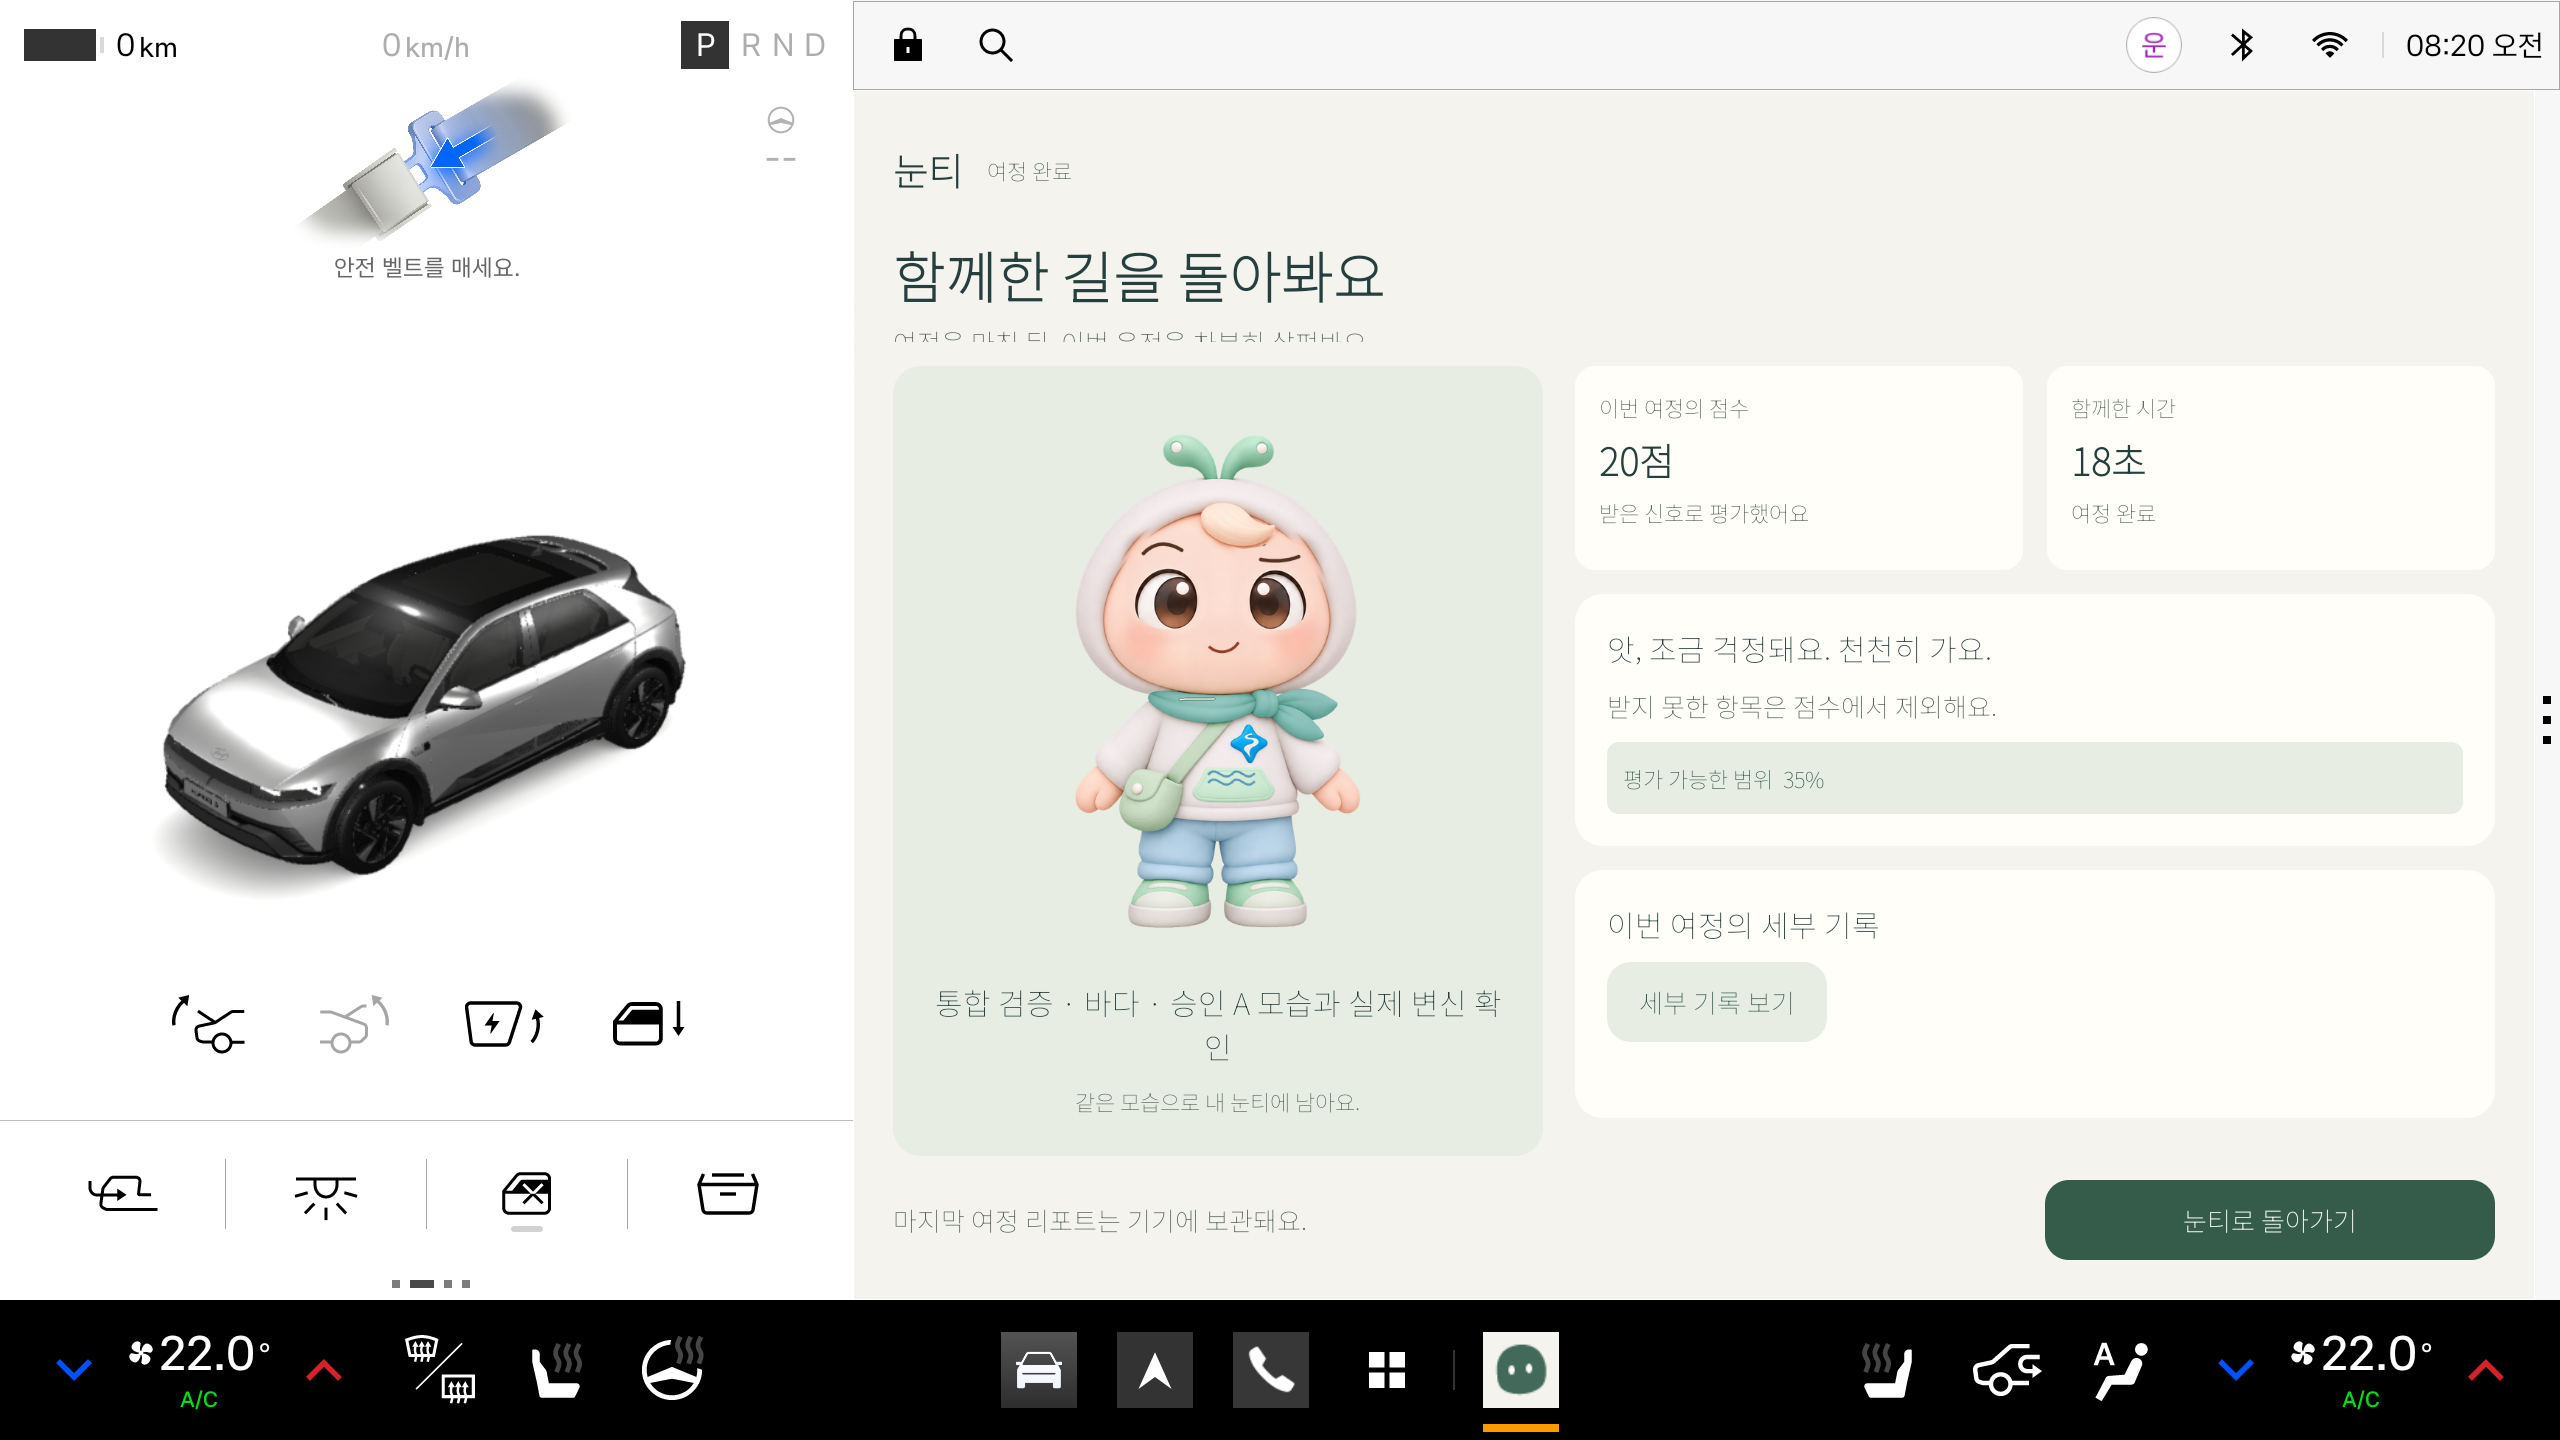 0 km
0 km/h
P R N D
운
08:20 오전
안전 벨트를 매세요.
눈티 여정 완료
함께한 길을 돌아봐요
이번 여정의 점수
20점
받은 신호로 평가했어요
함께한 시간
18초
여정 완료
앗, 조금 걱정돼요. 천천히 가요.
받지 못한 항목은 점수에서 제외해요.
평가 가능한 범위 35%
이번 여정의 세부 기록
세부 기록 보기
통합 검증 · 바다 · 승인 A 모습과 실제 변신 확
인
같은 모습으로 내 눈티에 남아요.
마지막 여정 리포트는 기기에 보관돼요.
눈티로 돌아가기
22.0°
A/C
A
22.0°
A/C